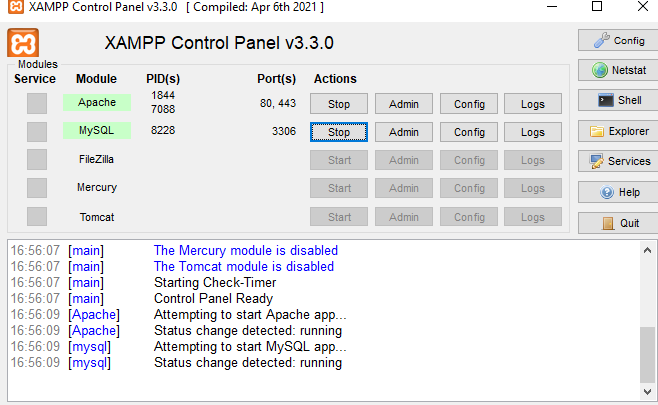 XAMPP Control Panel v3.3.0 [ Compiled: Apr 6th 2021 ]
XAMPP Control Panel v3.3.0
Config
Modules
Service Module PID(s) Port(s) Actions
Netstat
Apache 1844 7088 80, 443 Stop Admin Config Logs
Shell
MySQL 8228 3306 Stop Admin Config Logs
Explorer
FileZilla Start Admin Config Logs
Services
Mercury Start Admin Config Logs
Help
Tomcat Start Admin Config Logs
Quit
16:56:07 [main] The Mercury module is disabled
16:56:07 [main] The Tomcat module is disabled
16:56:07 [main] Starting Check-Timer
16:56:07 [main] Control Panel Ready
16:56:09 [Apache] Attempting to start Apache app...
16:56:09 [Apache] Status change detected: running
16:56:09 [mysql] Attempting to start MySQL app...
16:56:09 [mysql] Status change detected: running